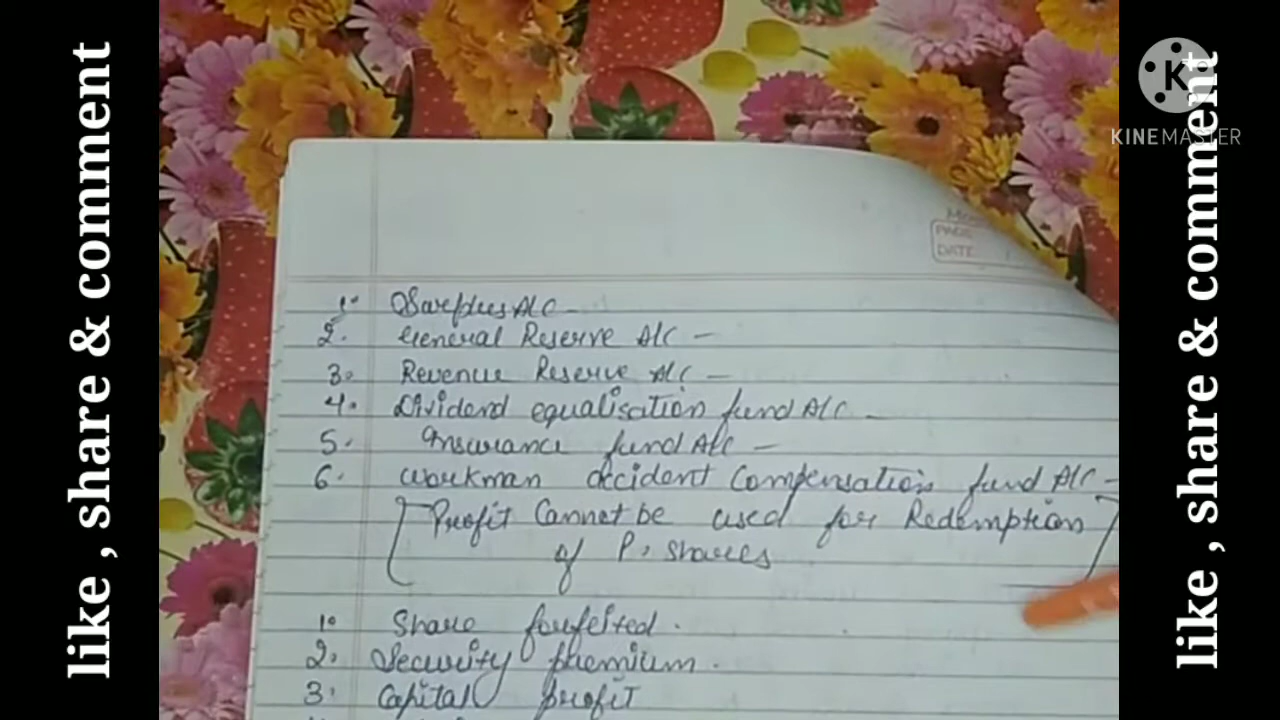 like , share & comment
K
KINEMASTER
like , share & comment
PAGE
DATE
1. Surplus A/C -
2. General Reserve A/C -
3. Revenue Reserve A/C -
4. Dividend equalisation fund A/C -
5. Insurance fund A/C -
6. Workman accident Compensation fund A/C -
[Profit Cannot be used for Redemption
of P. Shares]
1. Share forfeited.
2. Security premium.
3. Capital profit